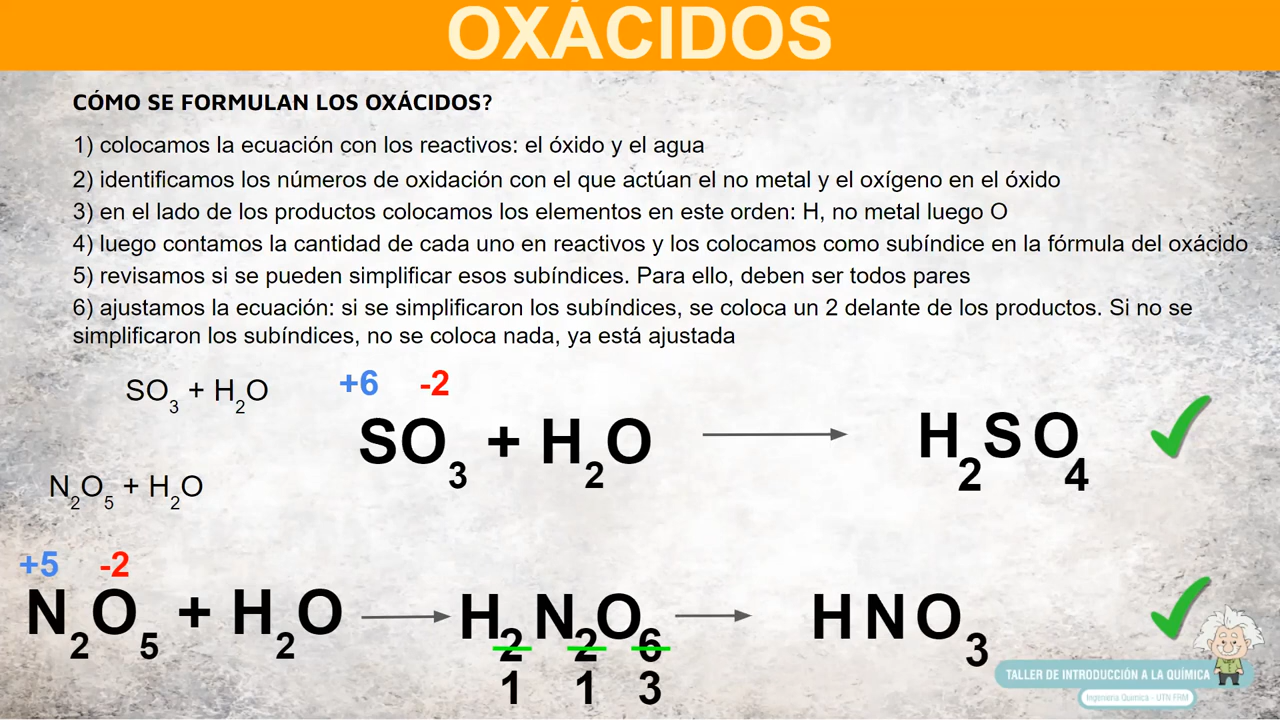 OXÁCIDOS
CÓMO SE FORMULAN LOS OXÁCIDOS?
1) colocamos la ecuación con los reactivos: el óxido y el agua
2) identificamos los números de oxidación con el que actúan el no metal y el oxígeno en el óxido
3) en el lado de los productos colocamos los elementos en este orden: H, no metal luego O
4) luego contamos la cantidad de cada uno en reactivos y los colocamos como subíndice en la fórmula del oxácido
5) revisamos si se pueden simplificar esos subíndices. Para ello, deben ser todos pares
6) ajustamos la ecuación: si se simplificaron los subíndices, se coloca un 2 delante de los productos. Si no se
simplificaron los subíndices, no se coloca nada, ya está ajustada
SO₃ + H₂O
+6 -2
SO₃ + H₂O → H₂SO₄
N₂O₅ + H₂O
+5 -2
N₂O₅ + H₂O → H₂N₂O₆ → HNO₃
1 1 3
TALLER DE INTRODUCCIÓN A LA QUÍMICA
Ingeniería Química - UTN FRM